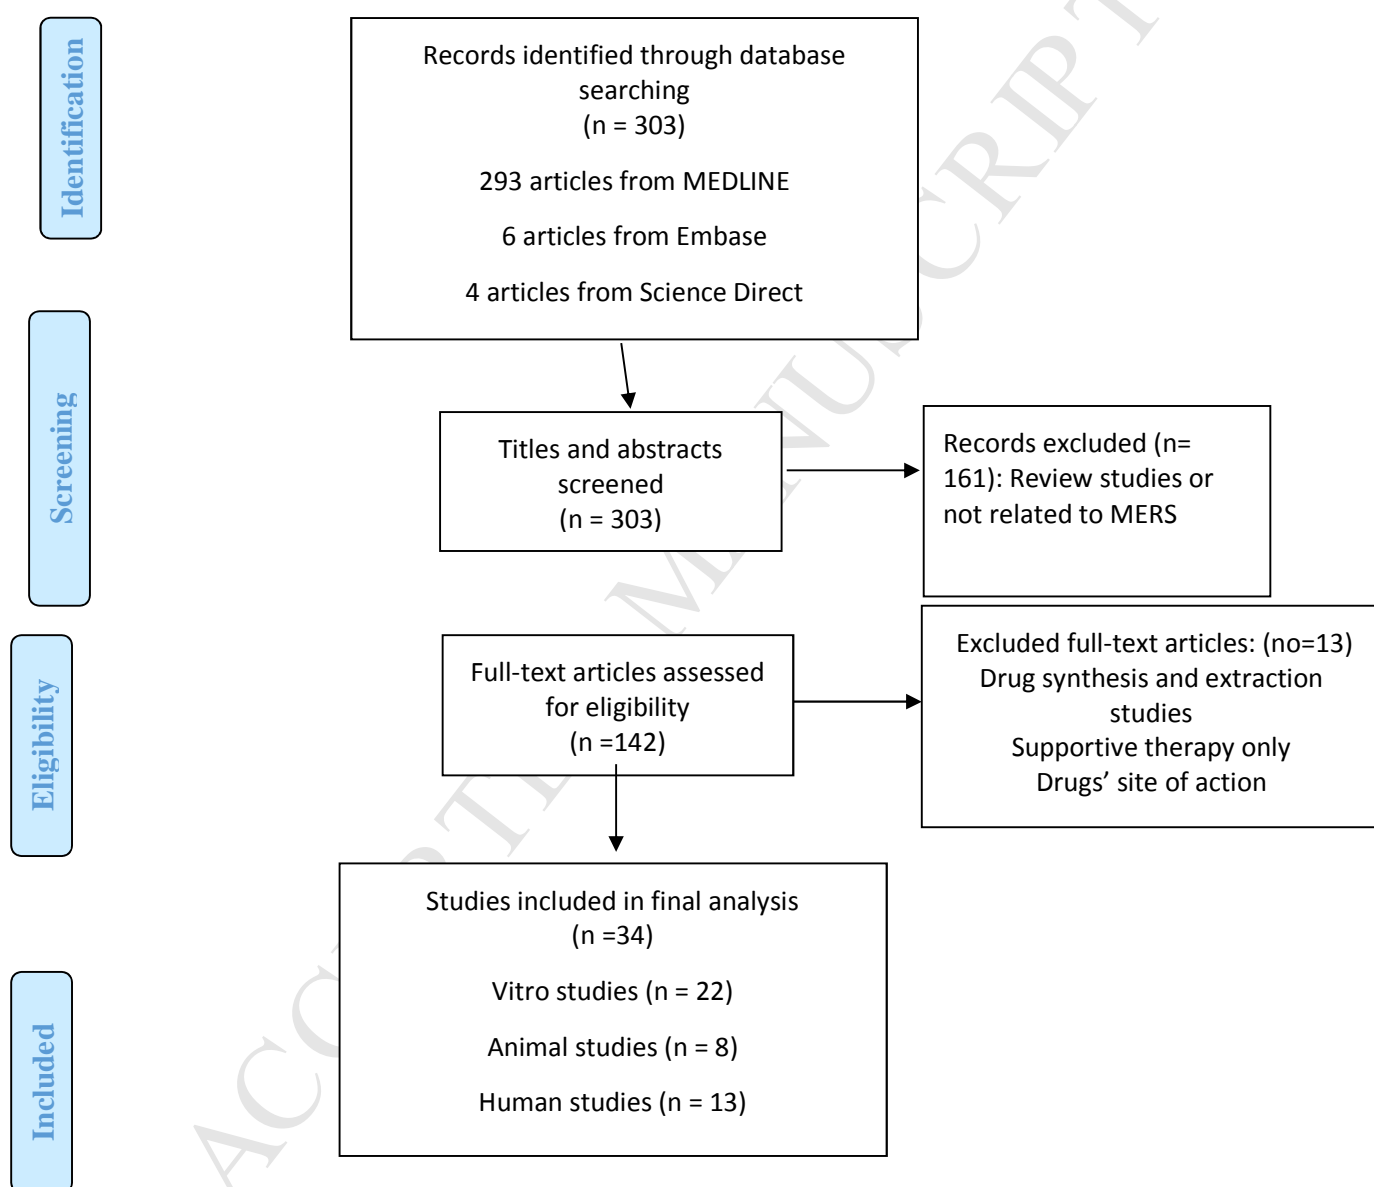 Identification
Records identified through database
searching
(n = 303)
293 articles from MEDLINE
6 articles from Embase
4 articles from Science Direct
Screening
Titles and abstracts
screened
(n = 303)
Records excluded (n=
161): Review studies or
not related to MERS
Eligibility
Full-text articles assessed
for eligibility
(n =142)
Excluded full-text articles: (no=13)
Drug synthesis and extraction
studies
Supportive therapy only
Drugs’ site of action
Included
Studies included in final analysis
(n =34)
Vitro studies (n = 22)
Animal studies (n = 8)
Human studies (n = 13)
ACCEPTED MANUSCRIPT